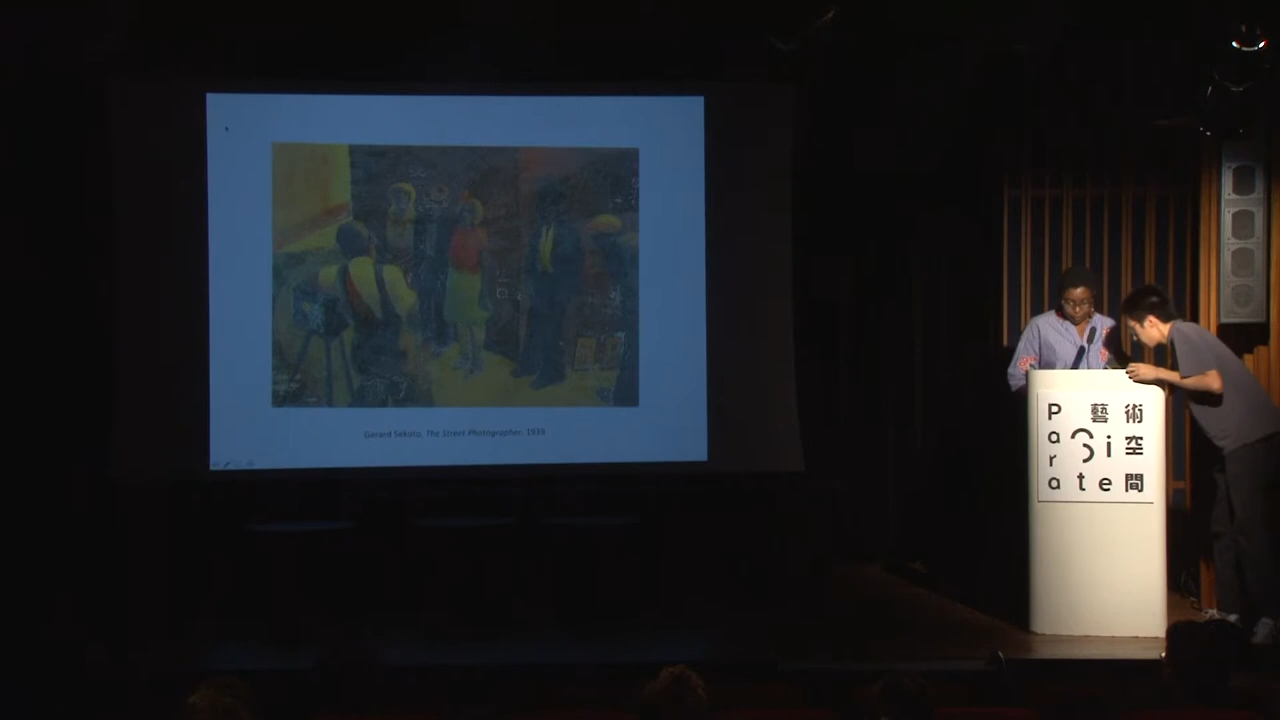 Gerard Sekoto, The Street Photographer, 1939
Para 藝術
Site 空間